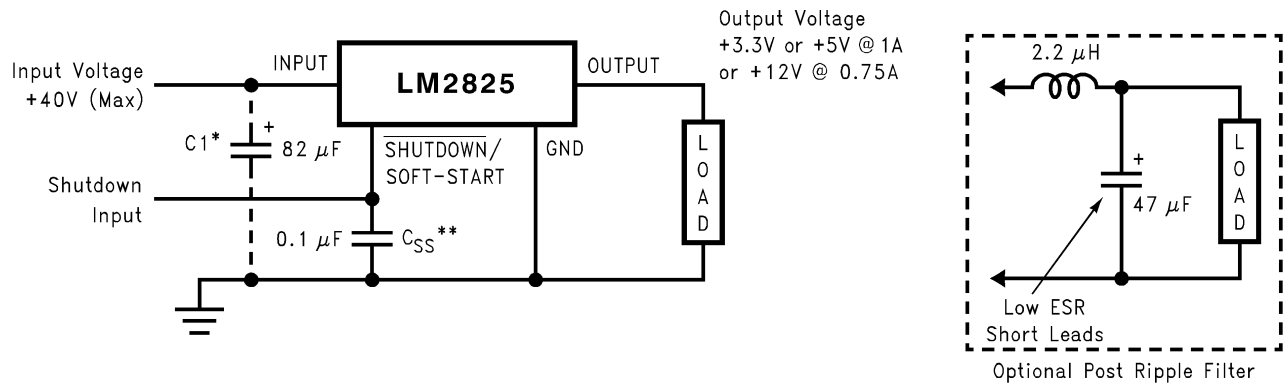 Output Voltage
+3.3V or +5V @ 1A
or +12V @ 0.75A
Input Voltage
+40V (Max)
INPUT
LM2825
OUTPUT
C1*
+
82 μF
SHUTDOWN/
SOFT-START
GND
L
O
A
D
Shutdown
Input
0.1 μF
CSS**
2.2 μH
+
47 μF
L
O
A
D
Low ESR
Short Leads
Optional Post Ripple Filter